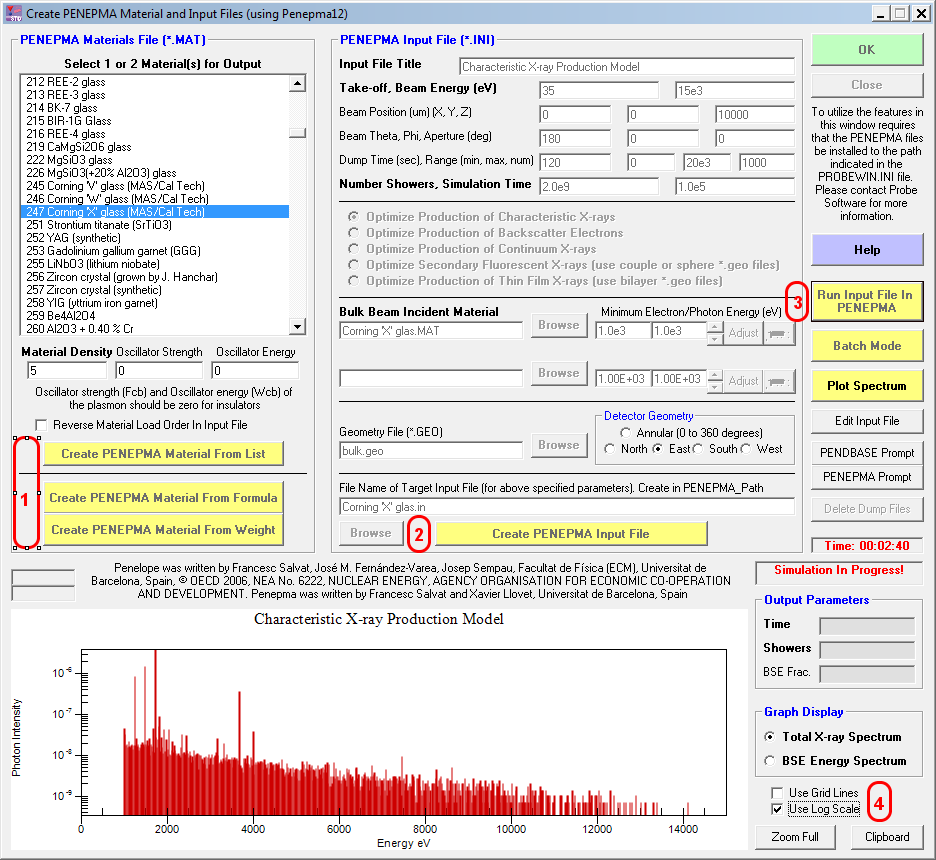 Create PENEPMA Material and Input Files (using Penepma12)
PENEPMA Materials File (*.MAT)
Select 1 or 2 Material(s) for Output
212 REE-2 glass
213 REE-3 glass
214 BK-7 glass
215 BIR-1G Glass
216 REE-4 glass
219 CaMgSi2O6 glass
222 MgSiO3 glass
226 MgSiO3(+20% Al2O3) glass
245 Corning 'V' glass (MAS/Cal Tech)
246 Corning 'W' glass (MAS/Cal Tech)
247 Corning 'X' glass (MAS/Cal Tech)
251 Strontium titanate (SrTiO3)
252 YAG (synthetic)
253 Gadolinium gallium garnet (GGG)
255 LiNbO3 (lithium niobate)
256 Zircon crystal (grown by J. Hanchar)
257 Zircon crystal (synthetic)
258 YIG (yttrium iron garnet)
259 Be4Al2O4
260 Al2O3 + 0.40 % Cr
Material Density Oscillator Strength Oscillator Energy
5 0 0
Oscillator strength (Fcb) and Oscillator energy (Wcb) of
the plasmon should be zero for insulators
Reverse Material Load Order In Input File
1
Create PENEPMA Material From List
Create PENEPMA Material From Formula
Create PENEPMA Material From Weight
PENEPMA Input File (*.INI)
Input File Title Characteristic X-ray Production Model
Take-off, Beam Energy (eV) 35 15e3
Beam Position (um) (X, Y, Z) 0 0 10000
Beam Theta, Phi, Aperture (deg) 180 0 0
Dump Time (sec), Range (min, max, num) 120 0 20e3 1000
Number Showers, Simulation Time 2.0e9 1.0e5
Optimize Production of Characteristic X-rays
Optimize Production of Backscatter Electrons
Optimize Production of Continuum X-rays
Optimize Secondary Fluorescent X-rays (use couple or sphere *.geo files)
Optimize Production of Thin Film X-rays (use bilayer *.geo files)
Bulk Beam Incident Material Minimum Electron/Photon Energy (eV)
Corning 'X' glas.MAT Browse 1.0e3 1.0e3 Adjust
Browse 1.00E+03 1.00E+03 Adjust
Geometry File (*.GEO)
bulk.geo Browse
Detector Geometry
Annular (0 to 360 degrees)
North East South West
File Name of Target Input File (for above specified parameters). Create in PENEPMA_Path
Corning 'X' glas.in
Browse 2 Create PENEPMA Input File
OK
Close
To utilize the features in
this window requires
that the PENEPMA files
be installed to the path
indicated in the
PROBEWIN.INI file.
Please contact Probe
Software for more
information.
Help
3
Run Input File In
PENEPMA
Batch Mode
Plot Spectrum
Edit Input File
PENDBASE Prompt
PENEPMA Prompt
Delete Dump Files
Time: 00:02:40
Simulation In Progress!
Penelope was written by Francesc Salvat, José M. Fernández-Varea, Josep Sempau, Facultat de Física (ECM), Universitat de
Barcelona, Spain, © OECD 2006, NEA No. 6222, NUCLEAR ENERGY, AGENCY ORGANISATION FOR ECONOMIC CO-OPERATION
AND DEVELOPMENT. Penepma was written by Francesc Salvat and Xavier Llovet, Universitat de Barcelona, Spain
Characteristic X-ray Production Model
Photon Intensity
10-6
10-7
10-8
10-9
0 2000 4000 6000 8000 10000 12000 14000
Energy eV
Output Parameters
Time
Showers
BSE Frac.
Graph Display
Total X-ray Spectrum
BSE Energy Spectrum
Use Grid Lines
Use Log Scale
4
Zoom Full Clipboard